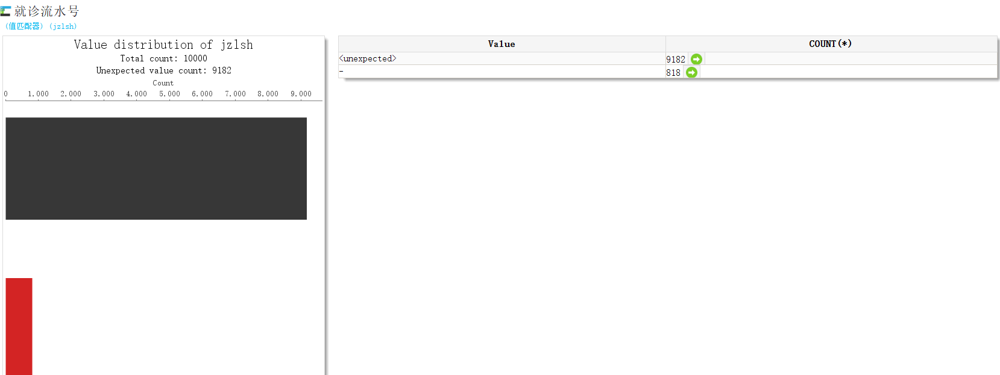 就诊流水号
(值匹配器) (jzlsh)
Value distribution of jzlsh
Total count: 10000
Unexpected value count: 9182
Count
0 1,000 2,000 3,000 4,000 5,000 6,000 7,000 8,000 9,000
Value COUNT(*)
<unexpected> 9182
- 818